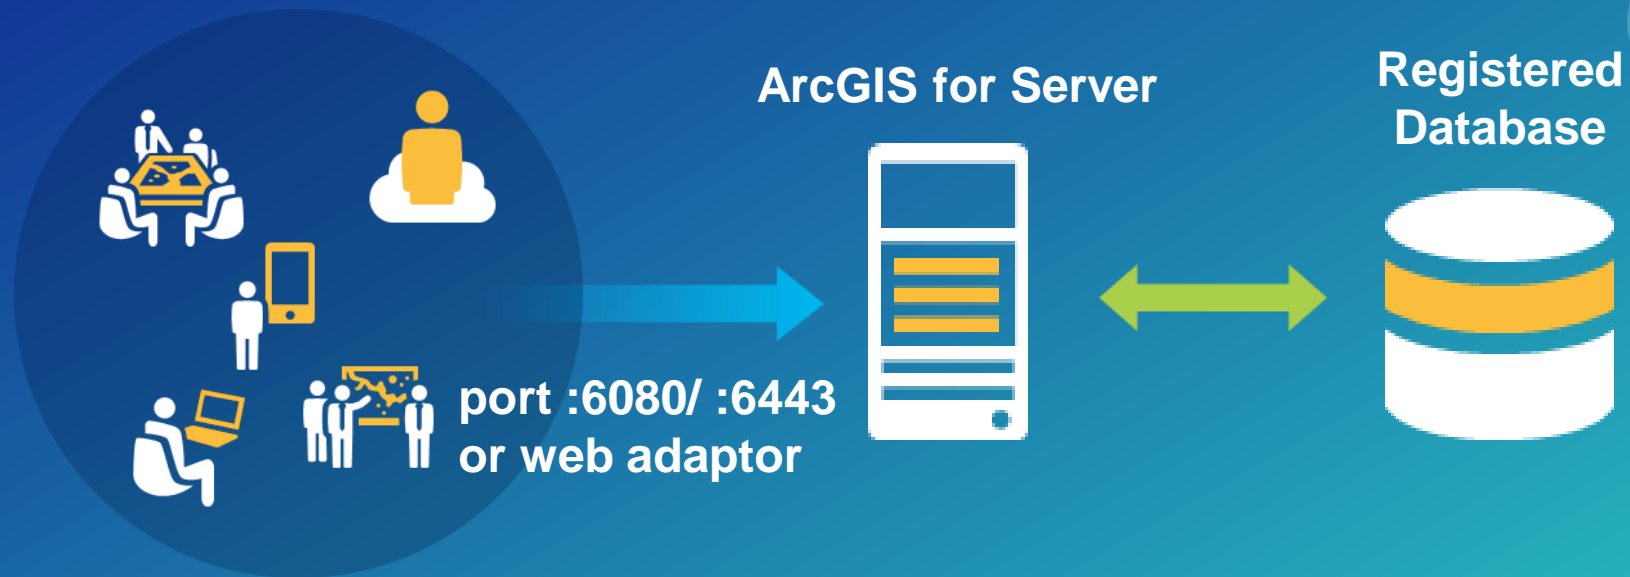 ArcGIS for Server
Registered
Database
port :6080/ :6443
or web adaptor